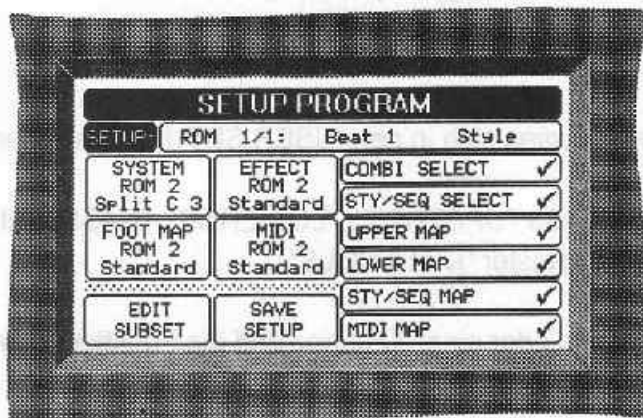 SETUP PROGRAM
SETUP: ROM 1/1: Beat 1 Style
SYSTEM
ROM 2
Split C 3
EFFECT
ROM 2
Standard
FOOT MAP
ROM 2
Standard
MIDI
ROM 2
Standard
EDIT
SUBSET
SAVE
SETUP
COMBI SELECT ✓
STY/SEQ SELECT ✓
UPPER MAP ✓
LOWER MAP ✓
STY/SEQ MAP ✓
MIDI MAP ✓